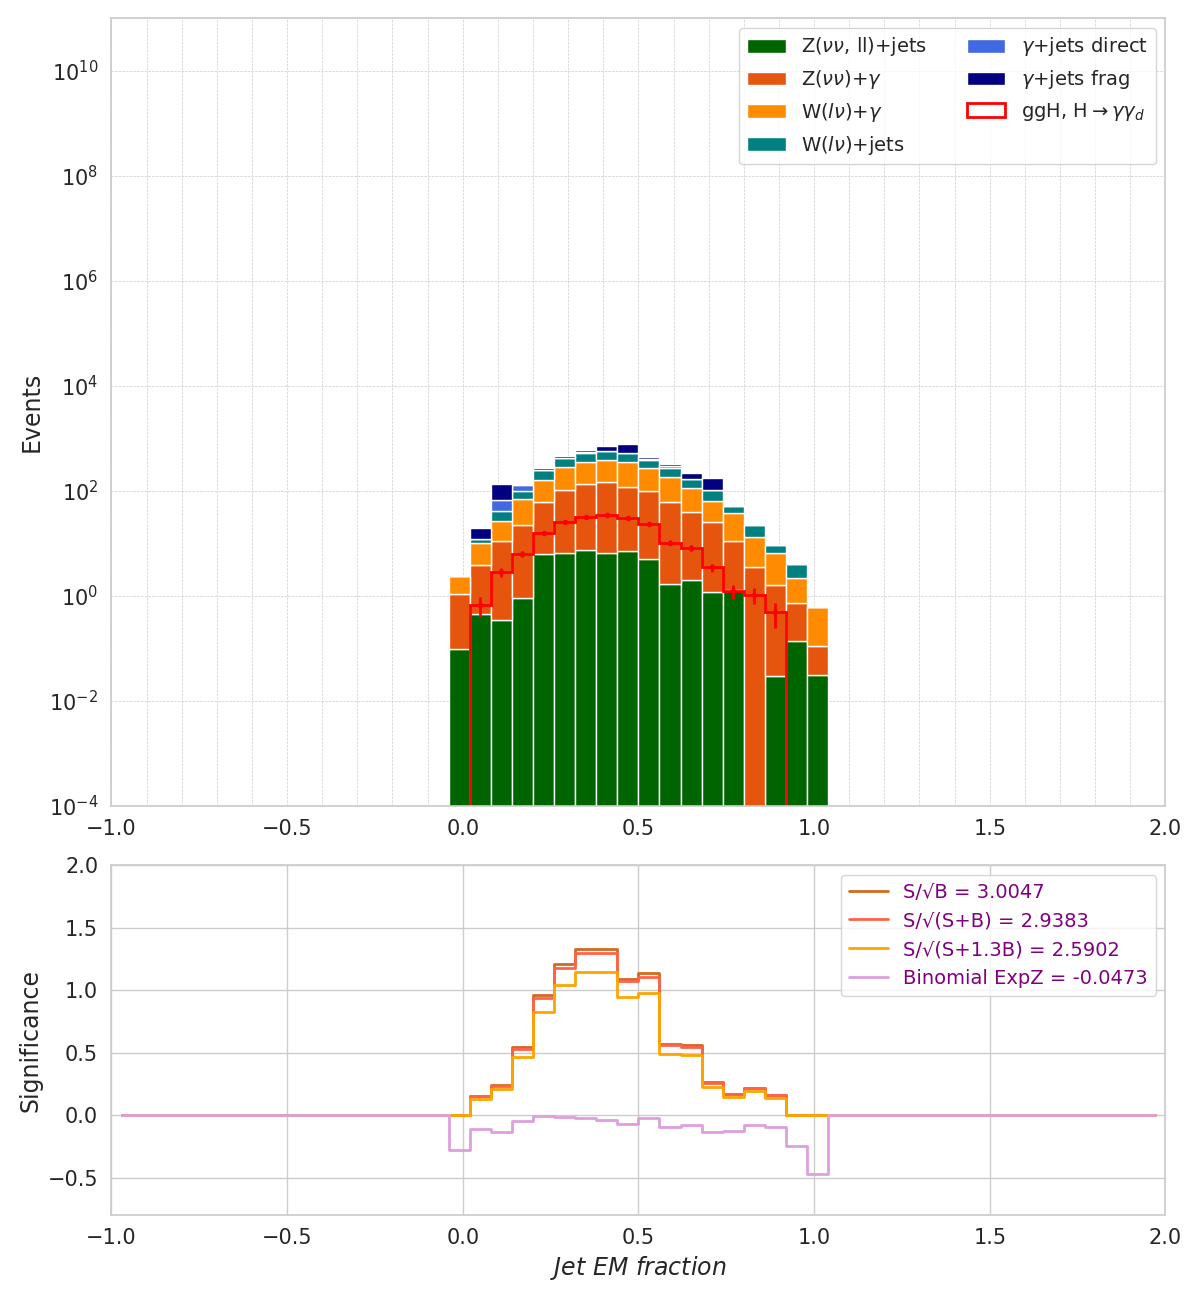 Z(νν, ll)+jets
Z(νν)+γ
W(lν)+γ
W(lν)+jets
γ+jets direct
γ+jets frag
ggH, H→γγ_d
10^10
10^8
10^6
10^4
10^2
10^0
10^−2
10^−4
Events
−1.0 −0.5 0.0 0.5 1.0 1.5 2.0
S/√B = 3.0047
S/√(S+B) = 2.9383
S/√(S+1.3B) = 2.5902
Binomial ExpZ = -0.0473
2.0
1.5
1.0
0.5
0.0
−0.5
Significance
−1.0 −0.5 0.0 0.5 1.0 1.5 2.0
Jet EM fraction